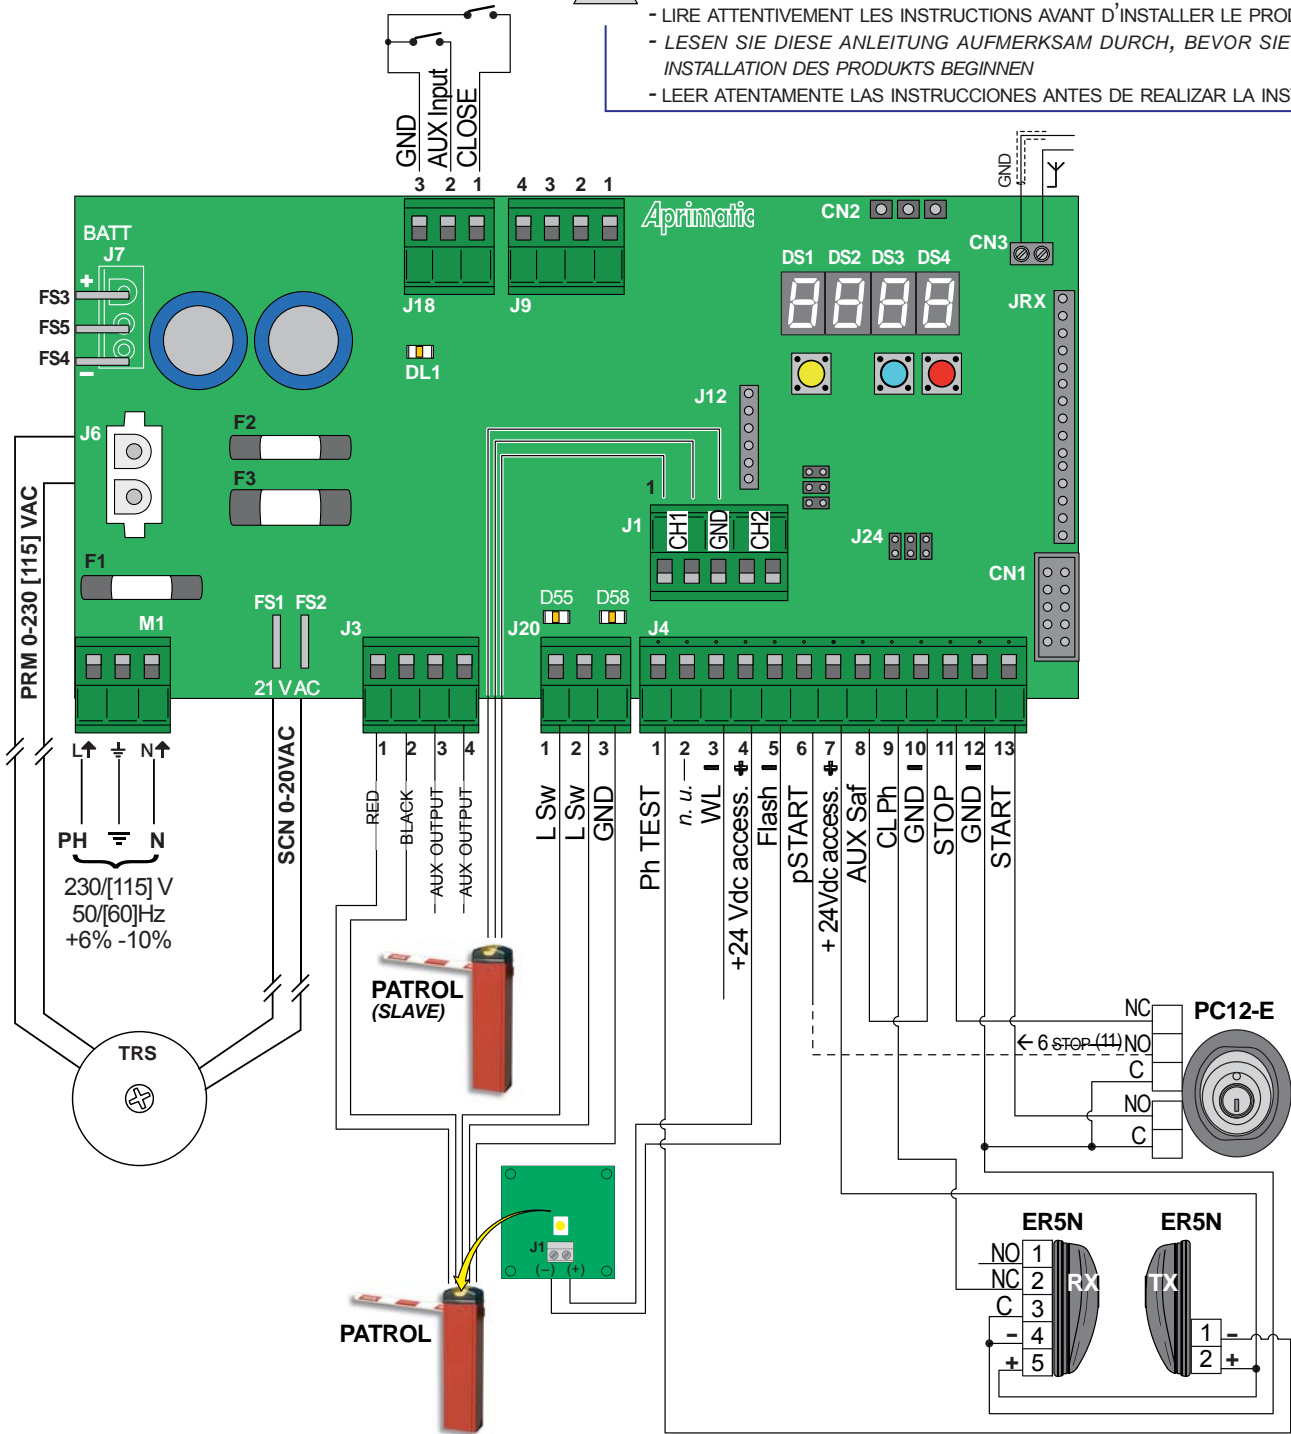 - LIRE ATTENTIVEMENT LES INSTRUCTIONS AVANT D'INSTALLER LE PROD
- LESEN SIE DIESE ANLEITUNG AUFMERKSAM DURCH, BEVOR SIE
INSTALLATION DES PRODUKTS BEGINNEN
- LEER ATENTAMENTE LAS INSTRUCCIONES ANTES DE REALIZAR LA INS
GND
AUX Input
CLOSE
3 2 1
4 3 2 1
GND
Aprimatic
CN2
CN3
BATT
J7
+
FS3
FS5
FS4
-
J18
J9
DL1
DS1 DS2 DS3 DS4
8888
JRX
J12
J6
F2
F3
F1
1
J1
CH1
GND
CH2
J24
CN1
PRM 0-230 [115] VAC
M1
FS1 FS2
21 VAC
J3
D55 D58
J20
J4
L N
PH N
230/[115] V
50/[60]Hz
+6% -10%
SCN 0-20VAC
1 2 3 4
RED
BLACK
AUX OUTPUT
AUX OUTPUT
1 2 3
L Sw
L Sw
GND
1 2 3 4 5 6 7 8 9 10 11 12 13
Ph TEST
n. u.
WL -
+24 Vdc access. +
Flash -
pSTART
+ 24Vdc access. +
AUX Saf
CL Ph
GND -
STOP
GND -
START
PATROL
(SLAVE)
TRS
NC
PC12-E
← 6 STOP (11) NO
C
NO
C
J1
(-) (+)
PATROL
ER5N
ER5N
NO 1
NC 2
C 3
- 4
+ 5
RX
TX
1 -
2 +